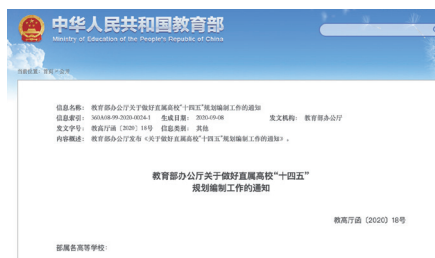 中华人民共和国教育部
Ministry of Education of the People's Republic of China
当前位置：首页 > 公开
信息名称： 教育部办公厅关于做好直属高校“十四五”规划编制工作的通知
信息索引： 360A08-99-2020-0024-1 生成日期： 2020-09-08 发文机构： 教育部办公厅
发文字号： 教高厅函〔2020〕18号 信息类别： 其他
内容概述： 教育部办公厅发布《关于做好直属高校“十四五”规划编制工作的通知》。
教育部办公厅关于做好直属高校“十四五”
规划编制工作的通知
教高厅函〔2020〕18号
部属各高等学校：